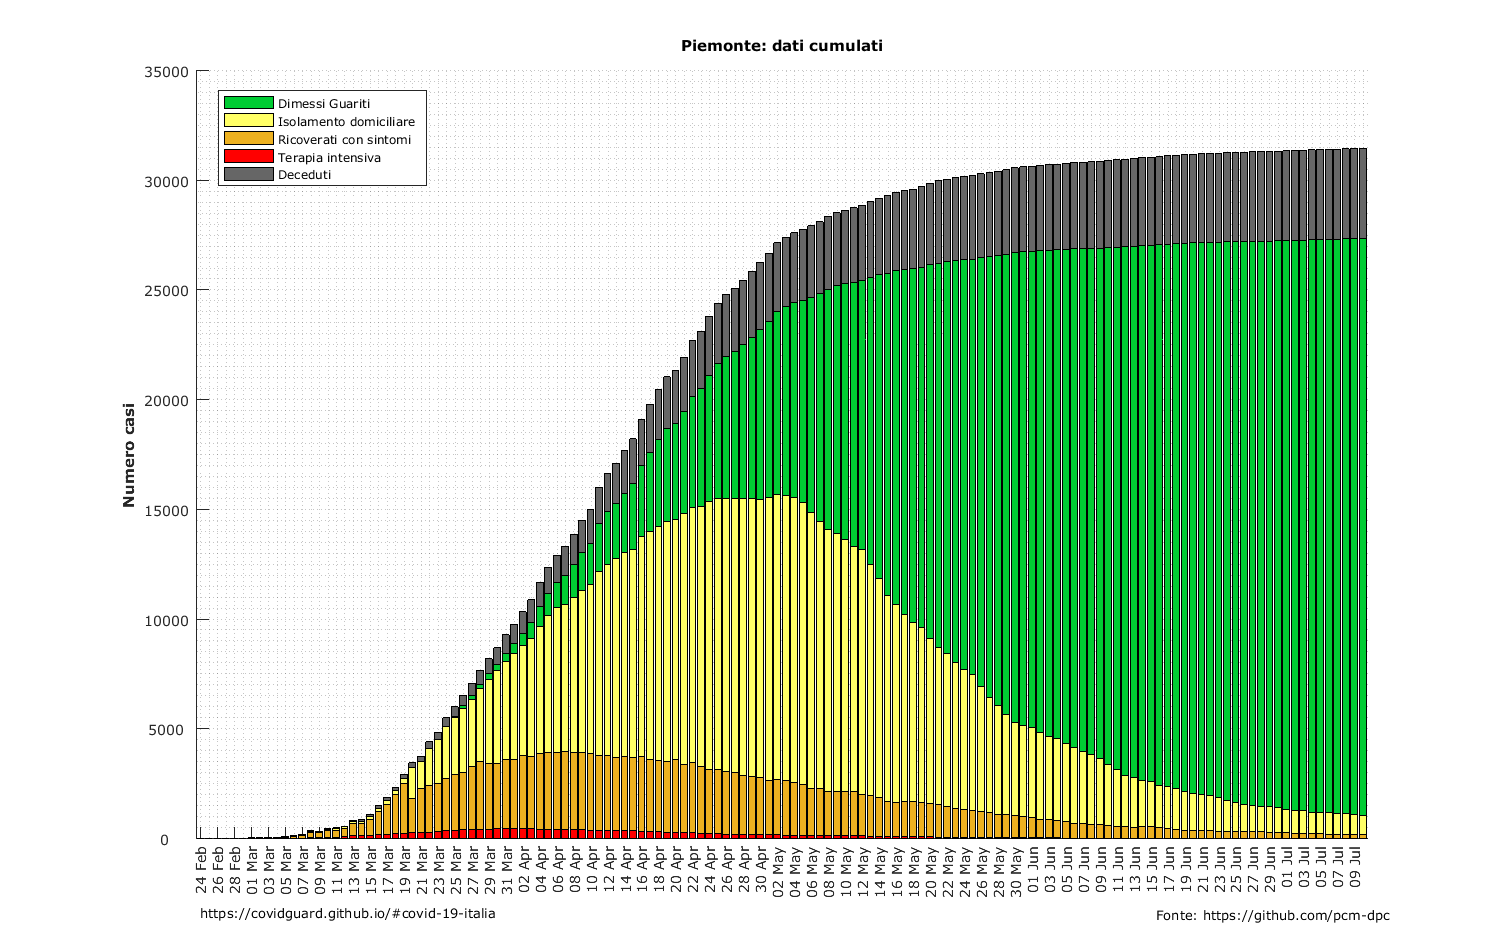 Piemonte: dati cumulati
35000
30000
25000
20000
15000
10000
5000
0
Numero casi
Dimessi Guariti
Isolamento domiciliare
Ricoverati con sintomi
Terapia intensiva
Deceduti
24 Feb
26 Feb
28 Feb
01 Mar
03 Mar
05 Mar
07 Mar
09 Mar
11 Mar
13 Mar
15 Mar
17 Mar
19 Mar
21 Mar
23 Mar
25 Mar
27 Mar
29 Mar
31 Mar
02 Apr
04 Apr
06 Apr
08 Apr
10 Apr
12 Apr
14 Apr
16 Apr
18 Apr
20 Apr
22 Apr
24 Apr
26 Apr
28 Apr
30 Apr
02 May
04 May
06 May
08 May
10 May
12 May
14 May
16 May
18 May
20 May
22 May
24 May
26 May
28 May
30 May
01 Jun
03 Jun
05 Jun
07 Jun
09 Jun
11 Jun
13 Jun
15 Jun
17 Jun
19 Jun
21 Jun
23 Jun
25 Jun
27 Jun
29 Jun
01 Jul
03 Jul
05 Jul
07 Jul
09 Jul
https://covidguard.github.io/#covid-19-italia
Fonte: https://github.com/pcm-dpc